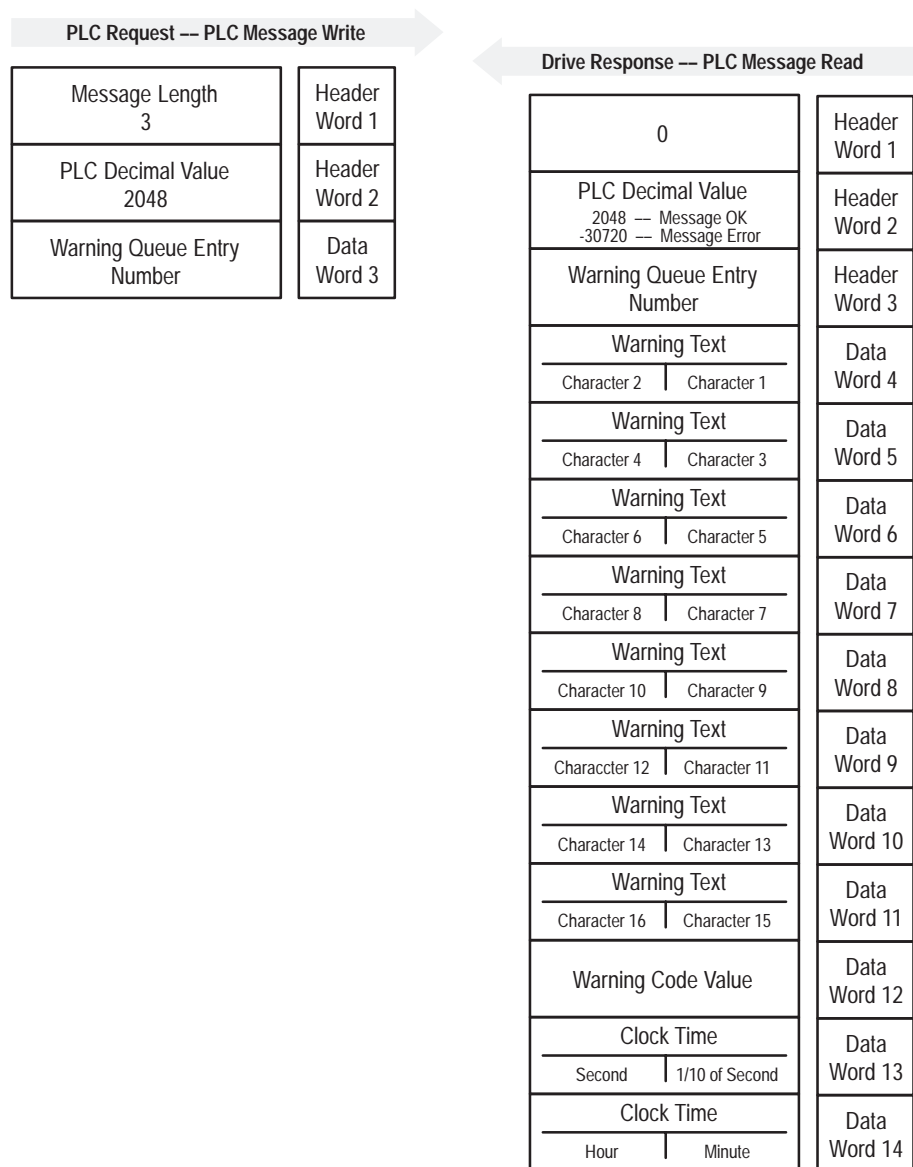 PLC Request –– PLC Message Write
Message Length
3
Header
Word 1
PLC Decimal Value
2048
Header
Word 2
Warning Queue Entry
Number
Data
Word 3
Drive Response –– PLC Message Read
0
Header
Word 1
PLC Decimal Value
2048 –– Message OK
-30720 –– Message Error
Header
Word 2
Warning Queue Entry
Number
Header
Word 3
Warning Text
Character 2 Character 1
Data
Word 4
Warning Text
Character 4 Character 3
Data
Word 5
Warning Text
Character 6 Character 5
Data
Word 6
Warning Text
Character 8 Character 7
Data
Word 7
Warning Text
Character 10 Character 9
Data
Word 8
Warning Text
Characcter 12 Character 11
Data
Word 9
Warning Text
Character 14 Character 13
Data
Word 10
Warning Text
Character 16 Character 15
Data
Word 11
Warning Code Value
Data
Word 12
Clock Time
Second 1/10 of Second
Data
Word 13
Clock Time
Hour Minute
Data
Word 14